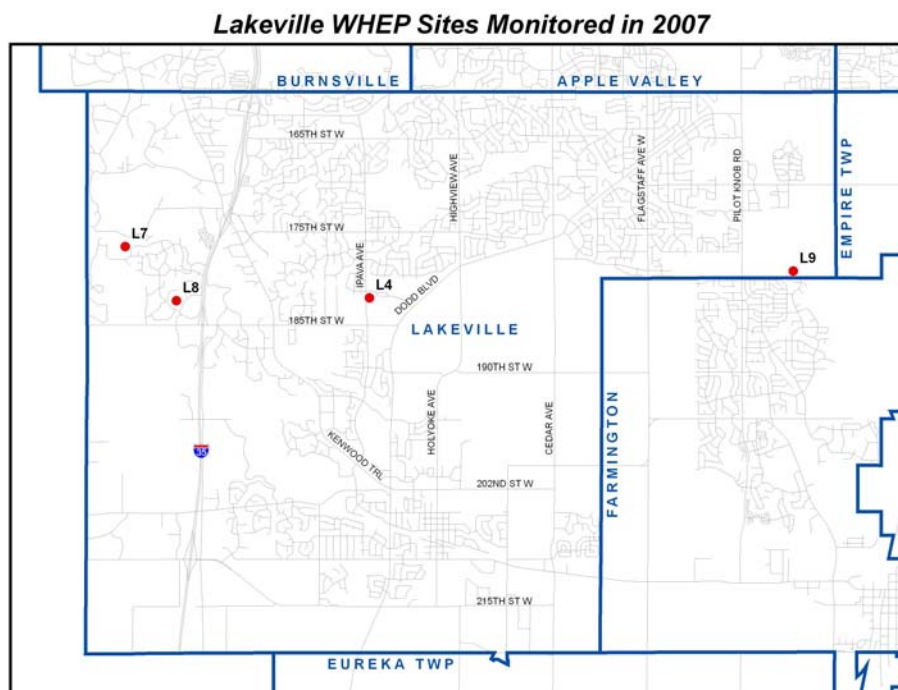 Lakeville WHEP Sites Monitored in 2007
BURNSVILLE
APPLE VALLEY
165TH ST W
HIGHVIEW AVE
FLAGSTAFF AVE W
PILOT KNOB RD
EMPIRE TWP
175TH ST W
L7
IPAVA AVE
L9
L8
L4
DODD BLVD
185TH ST W
LAKEVILLE
190TH ST W
HOLYOKE AVE
CEDAR AVE
FARMINGTON
KENWOOD TRL
35
202ND ST W
215TH ST W
EUREKA TWP